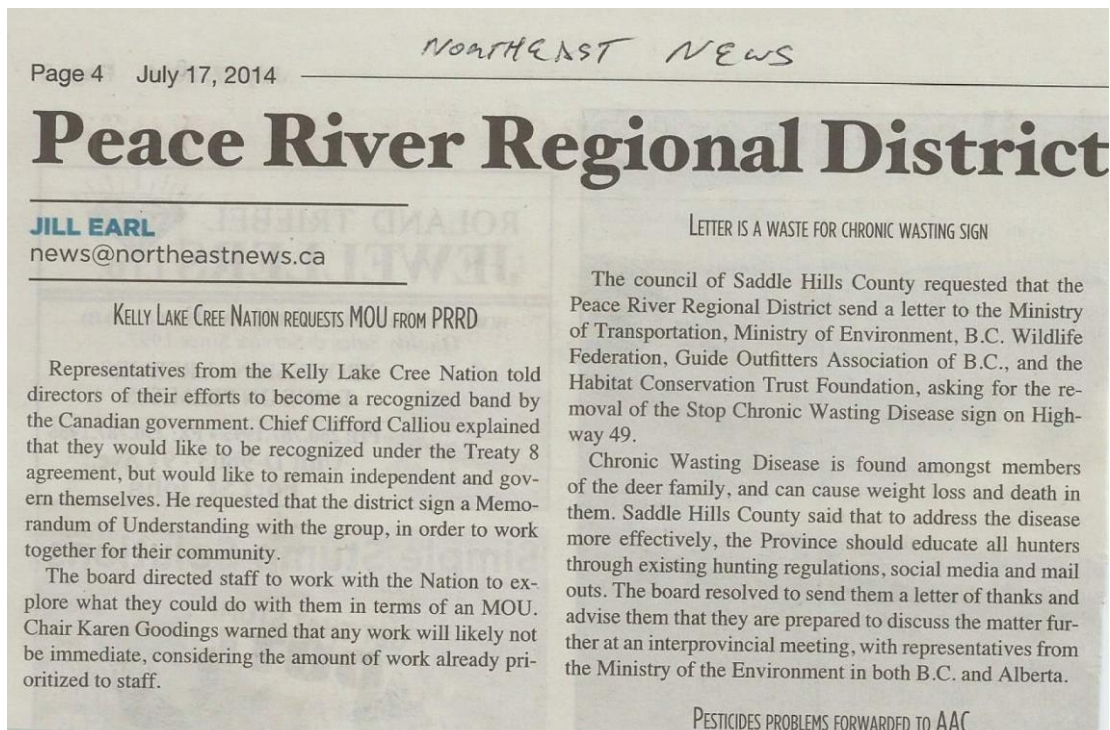 NORTHEAST NEWS
Page 4 July 17, 2014
Peace River Regional District
JILL EARL
news@northeastnews.ca
KELLY LAKE CREE NATION REQUESTS MOU FROM PRRD
Representatives from the Kelly Lake Cree Nation told
directors of their efforts to become a recognized band by
the Canadian government. Chief Clifford Calliou explained
that they would like to be recognized under the Treaty 8
agreement, but would like to remain independent and gov-
ern themselves. He requested that the district sign a Memo-
randum of Understanding with the group, in order to work
together for their community.
The board directed staff to work with the Nation to ex-
plore what they could do with them in terms of an MOU.
Chair Karen Goodings warned that any work will likely not
be immediate, considering the amount of work already pri-
oritized to staff.
LETTER IS A WASTE FOR CHRONIC WASTING SIGN
The council of Saddle Hills County requested that the
Peace River Regional District send a letter to the Ministry
of Transportation, Ministry of Environment, B.C. Wildlife
Federation, Guide Outfitters Association of B.C., and the
Habitat Conservation Trust Foundation, asking for the re-
moval of the Stop Chronic Wasting Disease sign on High-
way 49.
Chronic Wasting Disease is found amongst members
of the deer family, and can cause weight loss and death in
them. Saddle Hills County said that to address the disease
more effectively, the Province should educate all hunters
through existing hunting regulations, social media and mail
outs. The board resolved to send them a letter of thanks and
advise them that they are prepared to discuss the matter fur-
ther at an interprovincial meeting, with representatives from
the Ministry of the Environment in both B.C. and Alberta.
PESTICIDES PROBLEMS FORWARDED TO AAC